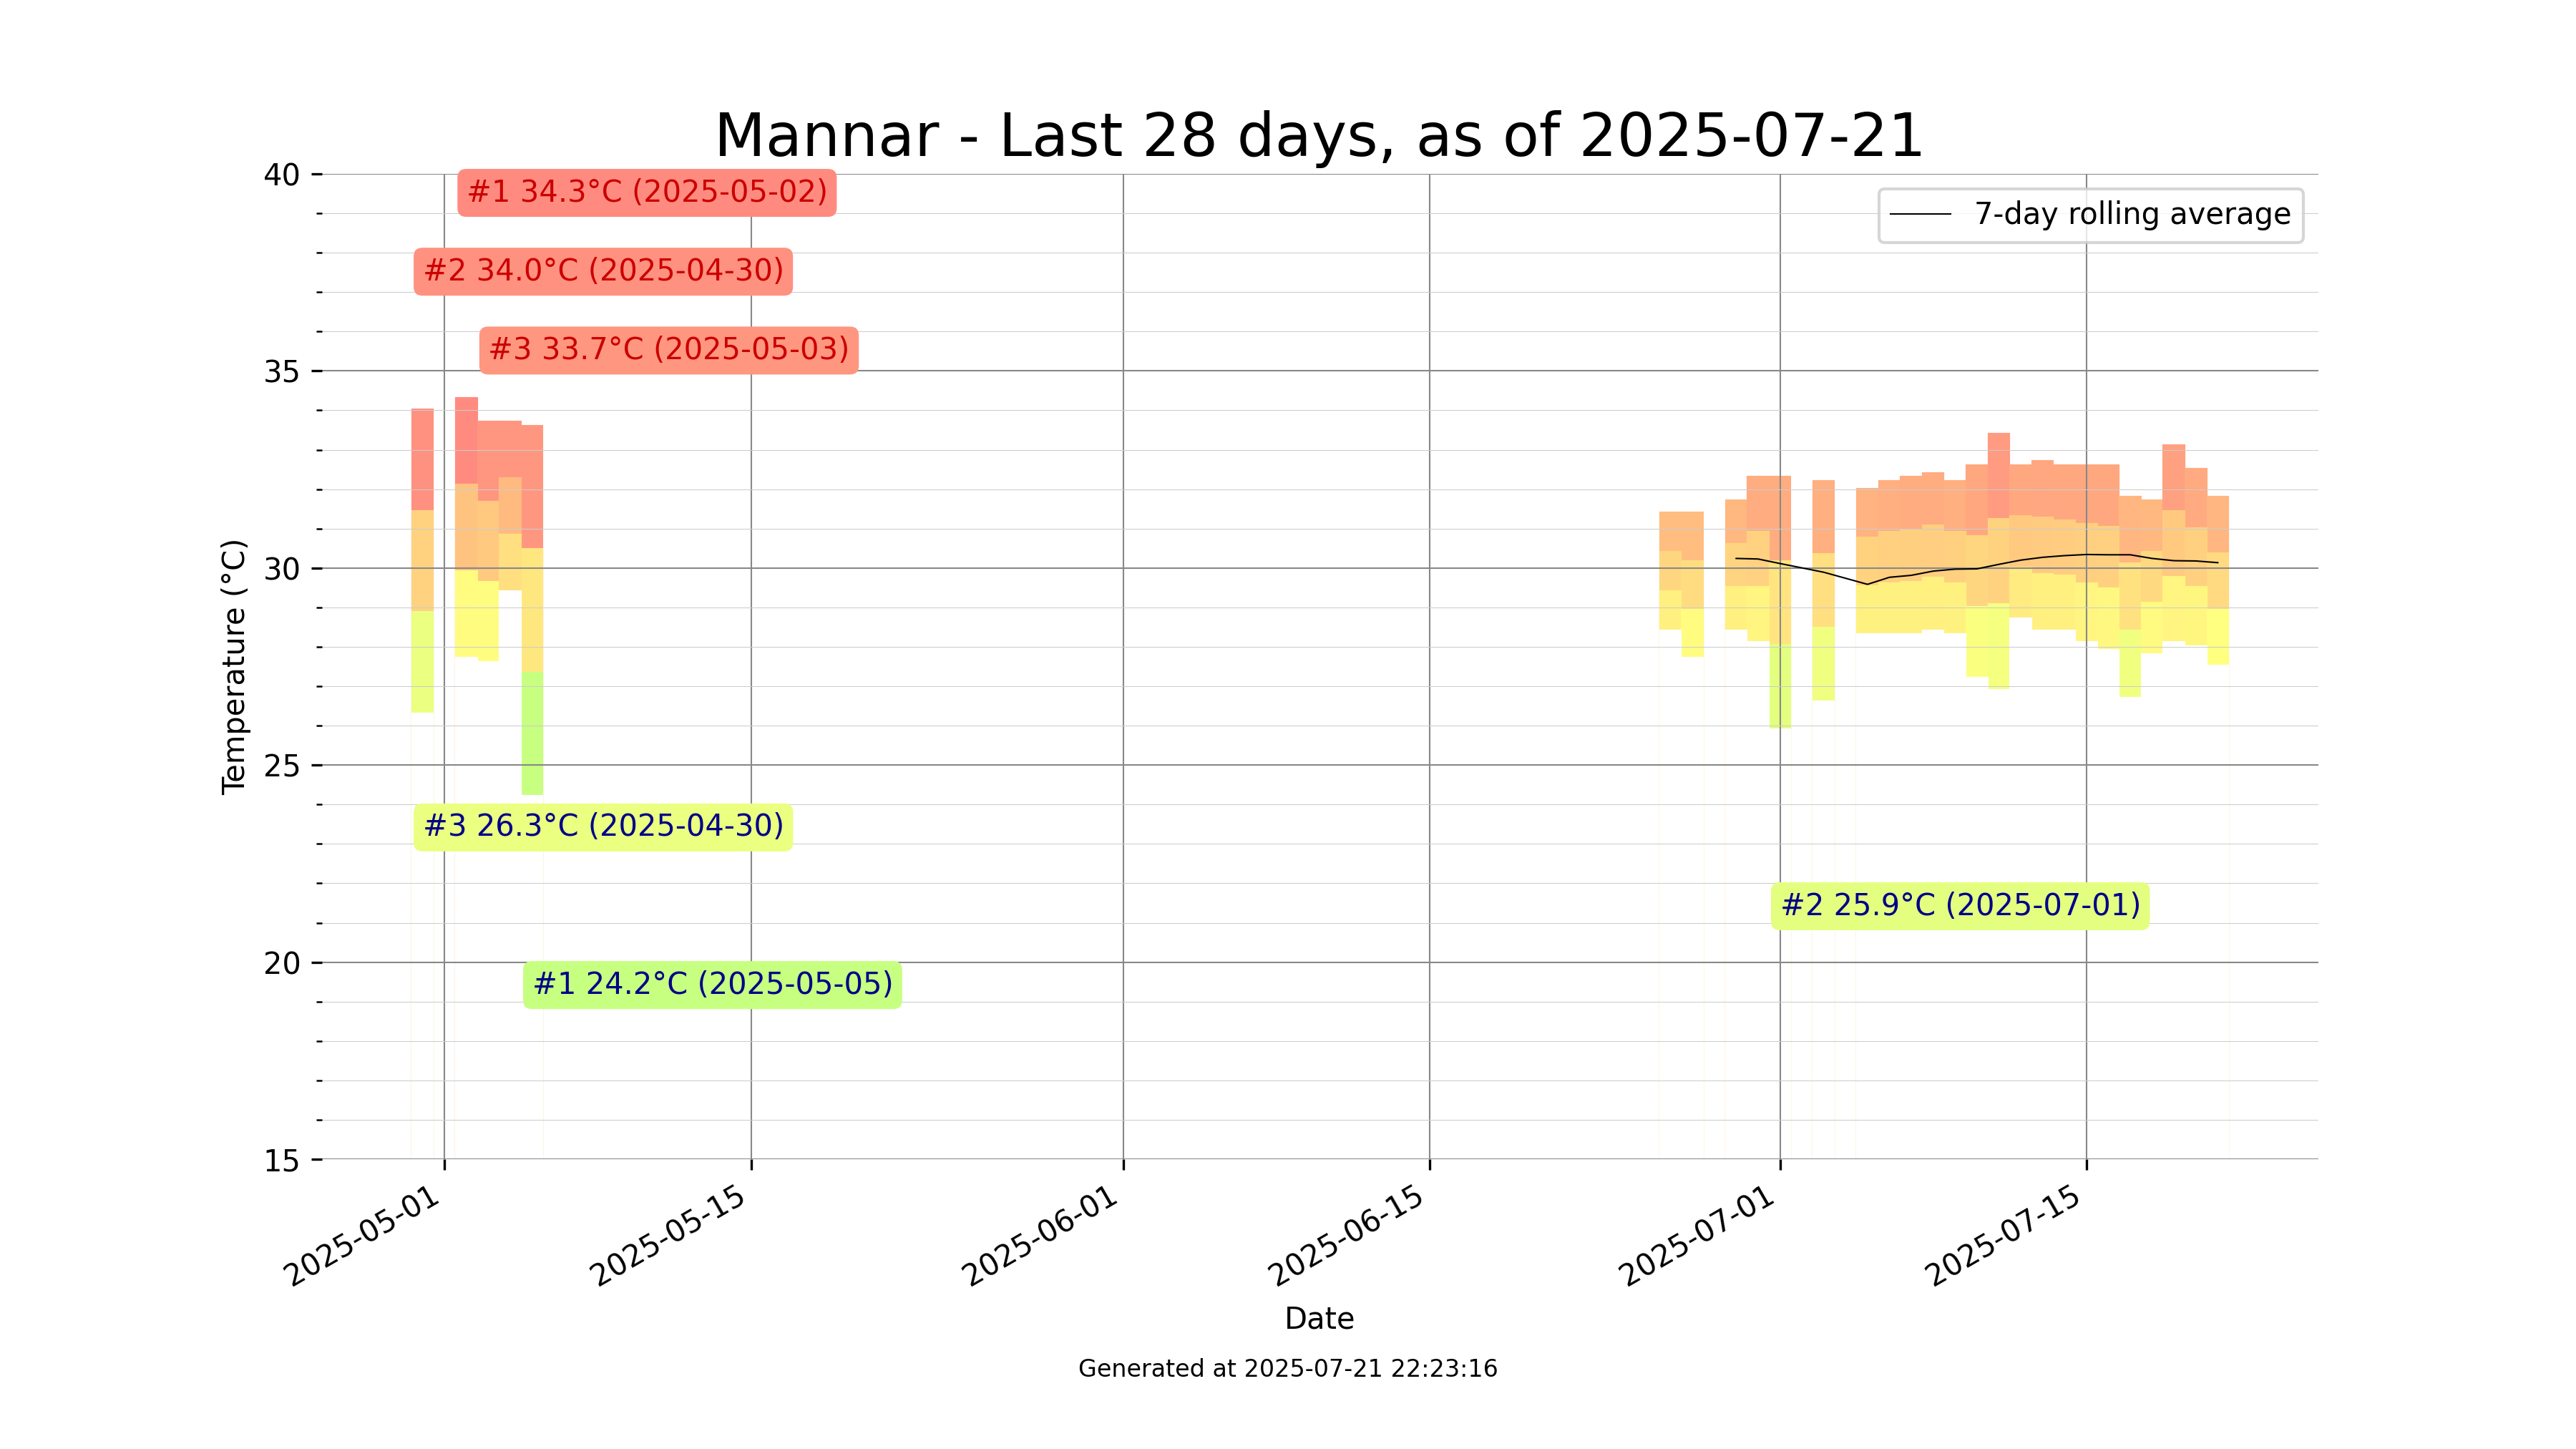 Mannar - Last 28 days, as of 2025-07-21
40
#1 34.3°C (2025-05-02)
7-day rolling average
#2 34.0°C (2025-04-30)
#3 33.7°C (2025-05-03)
35
30
Temperature (°C)
25
#3 26.3°C (2025-04-30)
#2 25.9°C (2025-07-01)
20
#1 24.2°C (2025-05-05)
15
2025-05-01
2025-05-15
2025-06-01
2025-06-15
2025-07-01
2025-07-15
Date
Generated at 2025-07-21 22:23:16